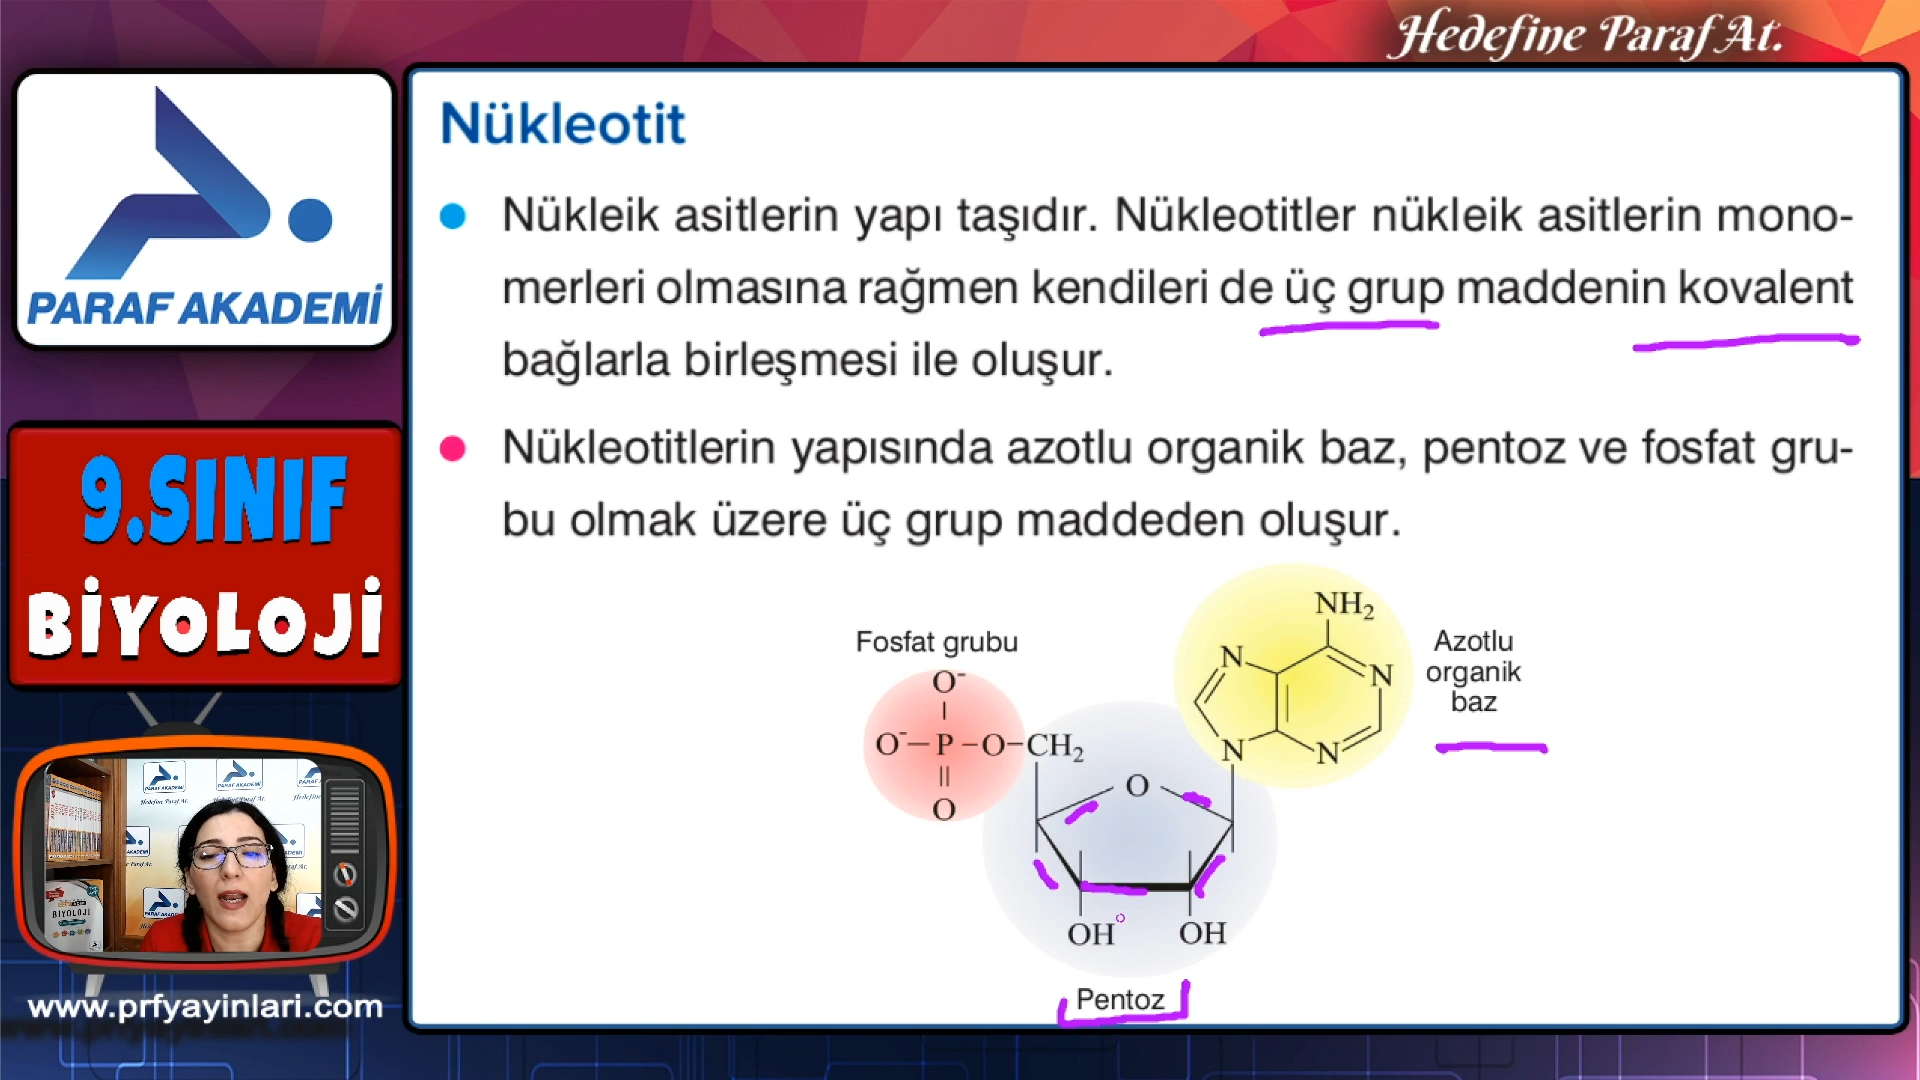 Hedefine Paraf At.
PARAF AKADEMİ
9.SINIF
BİYOLOJİ
www.prfyayinlari.com
Nükleotit
Nükleik asitlerin yapı taşıdır. Nükleotitler nükleik asitlerin mono-
merleri olmasına rağmen kendileri de üç grup maddenin kovalent
bağlarla birleşmesi ile oluşur.
Nükleotitlerin yapısında azotlu organik baz, pentoz ve fosfat gru-
bu olmak üzere üç grup maddeden oluşur.
Fosfat grubu
O⁻
O⁻–P–O–CH₂
O
O
NH₂
N
N
N
N
Azotlu
organik
baz
OH
OH
Pentoz
BİYOLOJİ